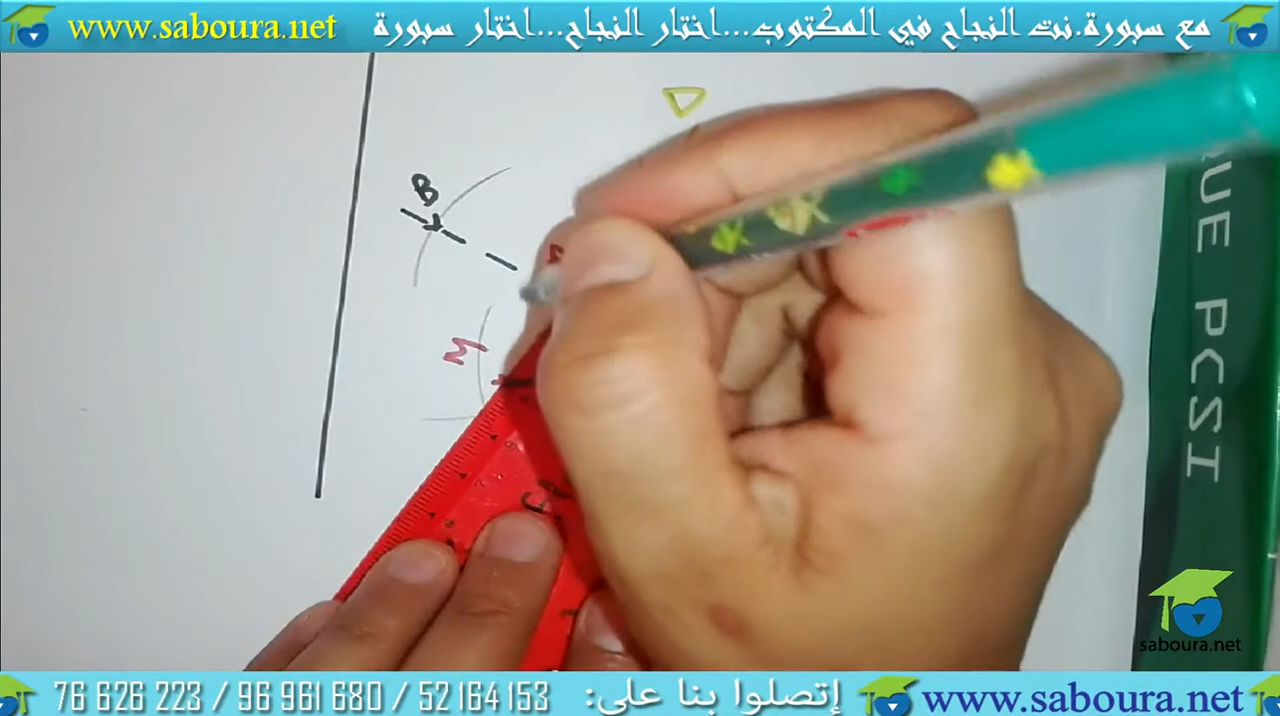 www.saboura.net
مع سبورة.نت النجاح في المكتوب...اختار النجاح...اختار سبورة
B
M
QUE PCSI
saboura.net
76 626 223 / 96 961 680 / 52 164 153
إتصلوا بنا على:
www.saboura.net